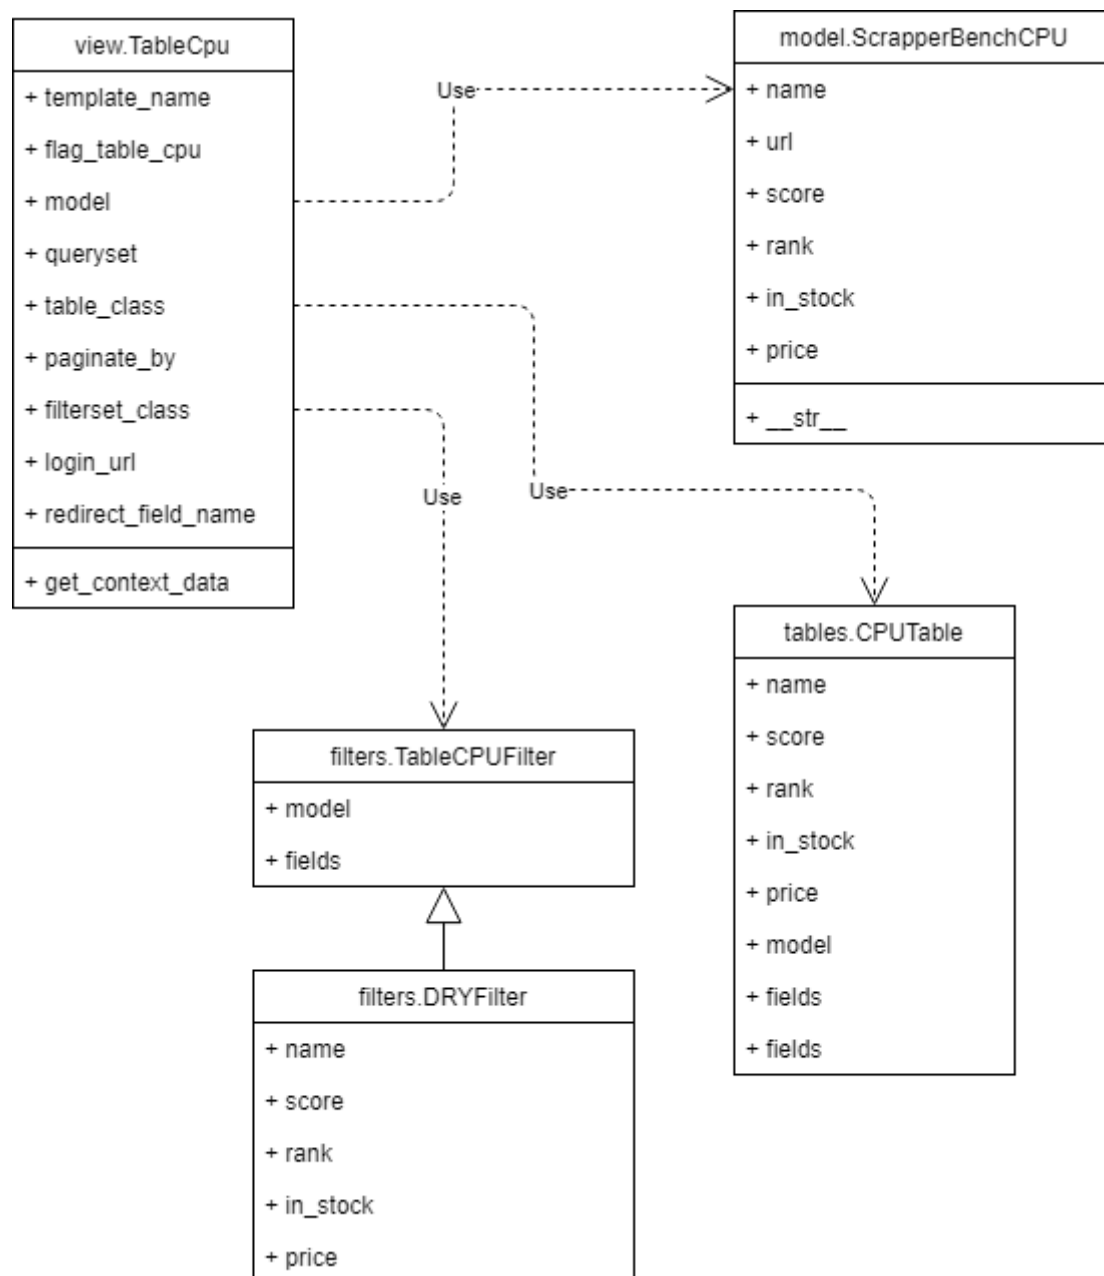 view.TableCpu
+ template_name
+ flag_table_cpu
+ model
+ queryset
+ table_class
+ paginate_by
+ filterset_class
+ login_url
+ redirect_field_name
+ get_context_data
Use
model.ScrapperBenchCPU
+ name
+ url
+ score
+ rank
+ in_stock
+ price
+ __str__
Use
Use
tables.CPUTable
+ name
+ score
+ rank
+ in_stock
+ price
+ model
+ fields
+ fields
filters.TableCPUFilter
+ model
+ fields
filters.DRYFilter
+ name
+ score
+ rank
+ in_stock
+ price